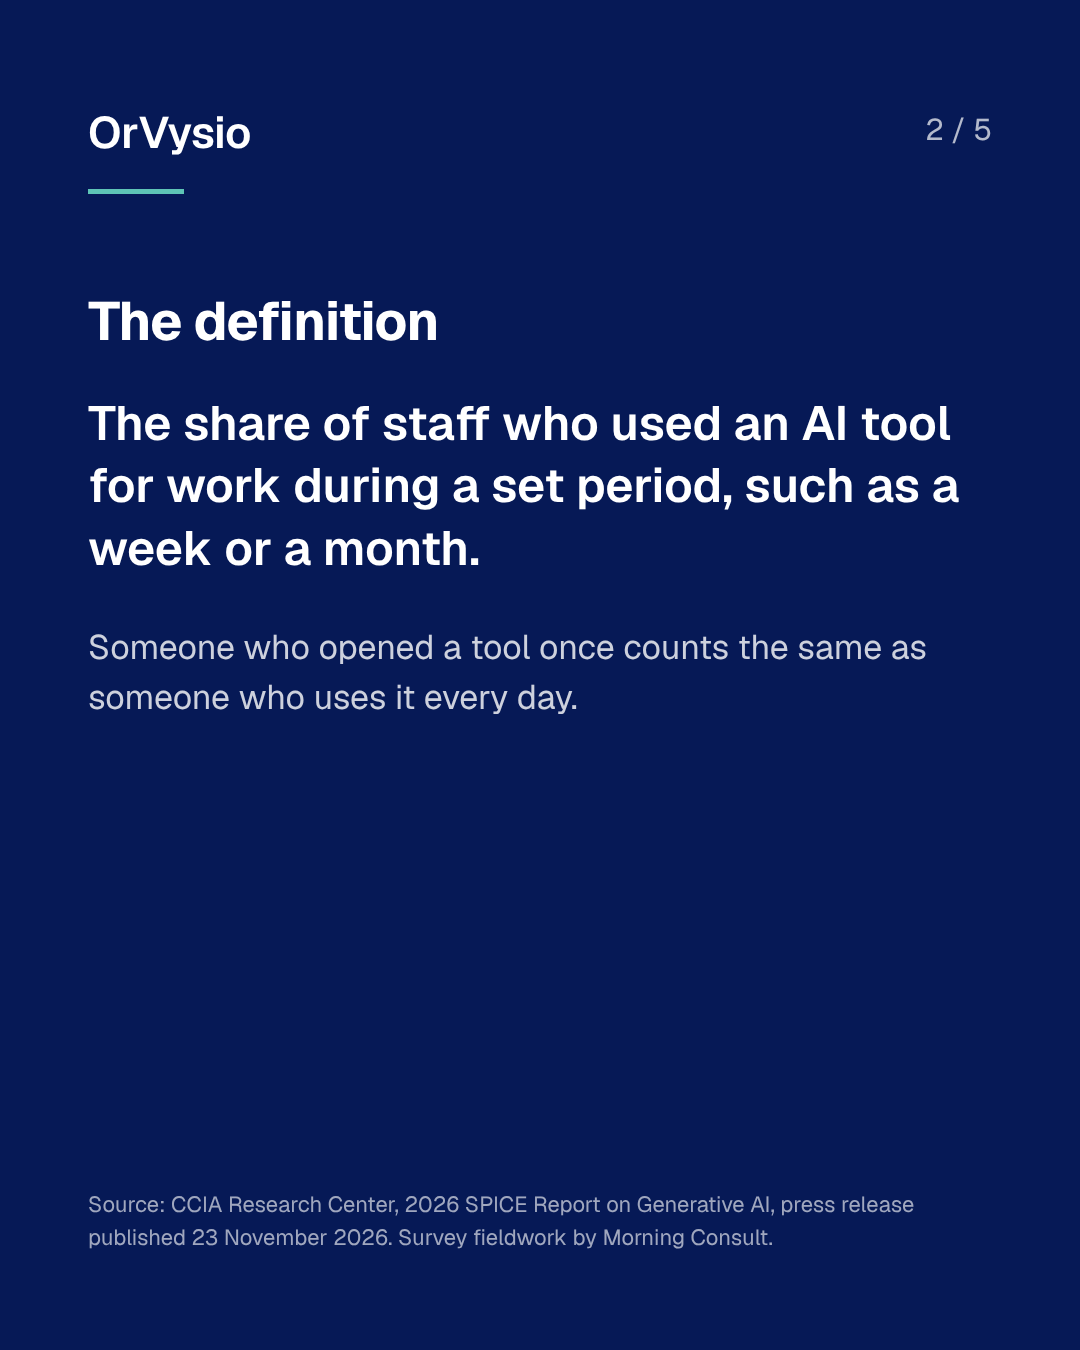 OrVysio
2 / 5
The definition
The share of staff who used an AI tool
for work during a set period, such as a
week or a month.
Someone who opened a tool once counts the same as
someone who uses it every day.
Source: CCIA Research Center, 2026 SPICE Report on Generative AI, press release
published 23 November 2026. Survey fieldwork by Morning Consult.